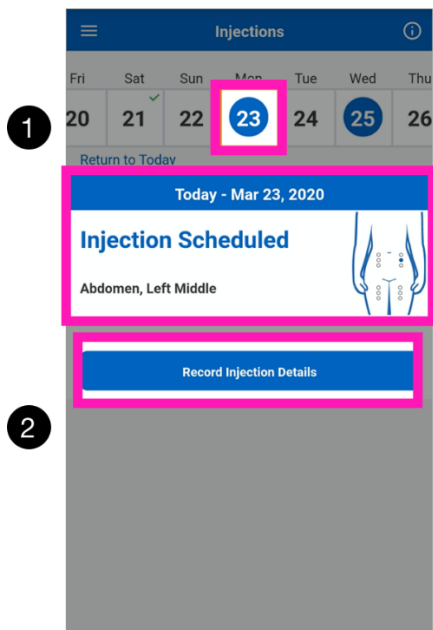 Injections
Fri Sat Sun Mon Tue Wed Thu
1
20 21 22 23 24 25 26
Return to Today
Today - Mar 23, 2020
Injection Scheduled
Abdomen, Left Middle
Record Injection Details
2